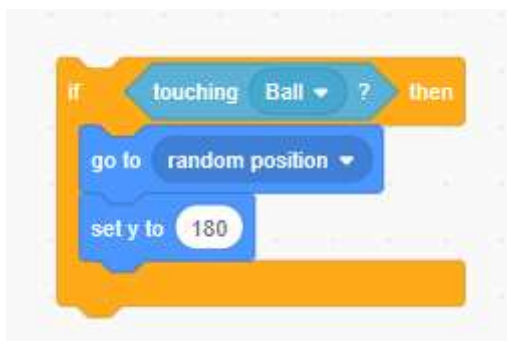 if touching Ball ? then
go to random position
set y to 180